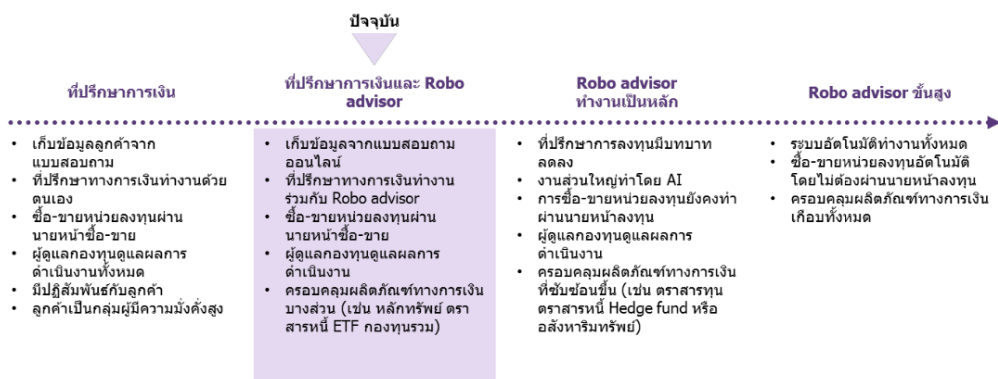 ปัจจุบัน
ที่ปรึกษาการเงิน
ที่ปรึกษาการเงินและ Robo
advisor
Robo advisor
ทำงานเป็นหลัก
Robo advisor ขั้นสูง
• เก็บข้อมูลลูกค้าจาก
แบบสอบถาม
• ที่ปรึกษาทางการเงินทำงานด้วย
ตนเอง
• ซื้อ-ขายหน่วยลงทุนผ่าน
นายหน้าซื้อ-ขาย
• ผู้ดูแลกองทุนดูแลผลการ
ดำเนินงานทั้งหมด
• มีปฏิสัมพันธ์กับลูกค้า
• ลูกค้าเป็นกลุ่มผู้มีความมั่งคั่งสูง
• เก็บข้อมูลจากแบบสอบถาม
ออนไลน์
• ที่ปรึกษาทางการเงินทำงาน
ร่วมกับ Robo advisor
• ซื้อ-ขายหน่วยลงทุนผ่าน
นายหน้าซื้อ-ขาย
• ผู้ดูแลกองทุนดูแลผลการ
ดำเนินงาน
• ครอบคลุมผลิตภัณฑ์ทางการเงิน
บางส่วน (เช่น หลักทรัพย์ ตรา
สารหนี้ ETF กองทุนรวม)
• ที่ปรึกษาการลงทุนมีบทบาท
ลดลง
• งานส่วนใหญ่ทำโดย AI
• การซื้อ-ขายหน่วยลงทุนยังคงทำ
ผ่านนายหน้าลงทุน
• ผู้ดูแลกองทุนดูแลผลการ
ดำเนินงาน
• ครอบคลุมผลิตภัณฑ์ทางการเงิน
ที่ซับซ้อนขึ้น (เช่น ตราสารทุน
ตราสารหนี้ Hedge fund หรือ
อสังหาริมทรัพย์)
• ระบบอัตโนมัติทำงานทั้งหมด
• ซื้อ-ขายหน่วยลงทุนอัตโนมัติ
โดยไม่ต้องผ่านนายหน้าลงทุน
• ครอบคลุมผลิตภัณฑ์ทางการเงิน
เกือบทั้งหมด